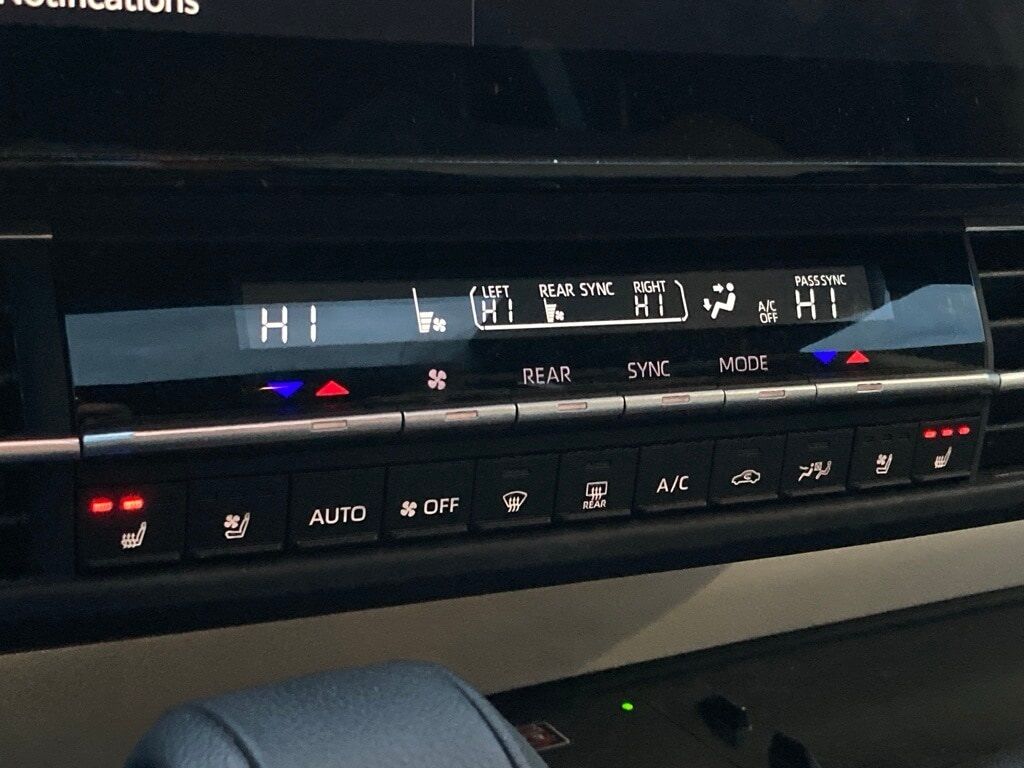 Notifications
LEFT REAR SYNC RIGHT PASS SYNC
HI HI HI A/C OFF HI
REAR SYNC MODE
AUTO OFF REAR A/C